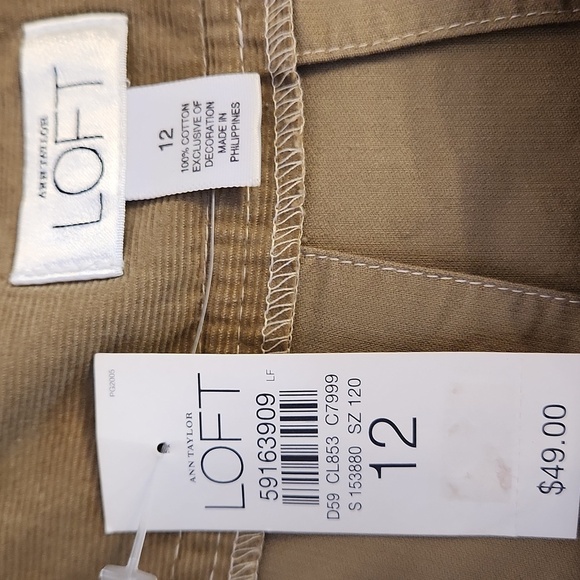 ANN TAYLOR
LOFT
12
100% COTTON
EXCLUSIVE OF
DECORATION
MADE IN
PHILIPPINES
PG2005
ANN TAYLOR
LOFT
59163909 LF
D59 CL853 C7999
S 153880 SZ 120
12
$49.00